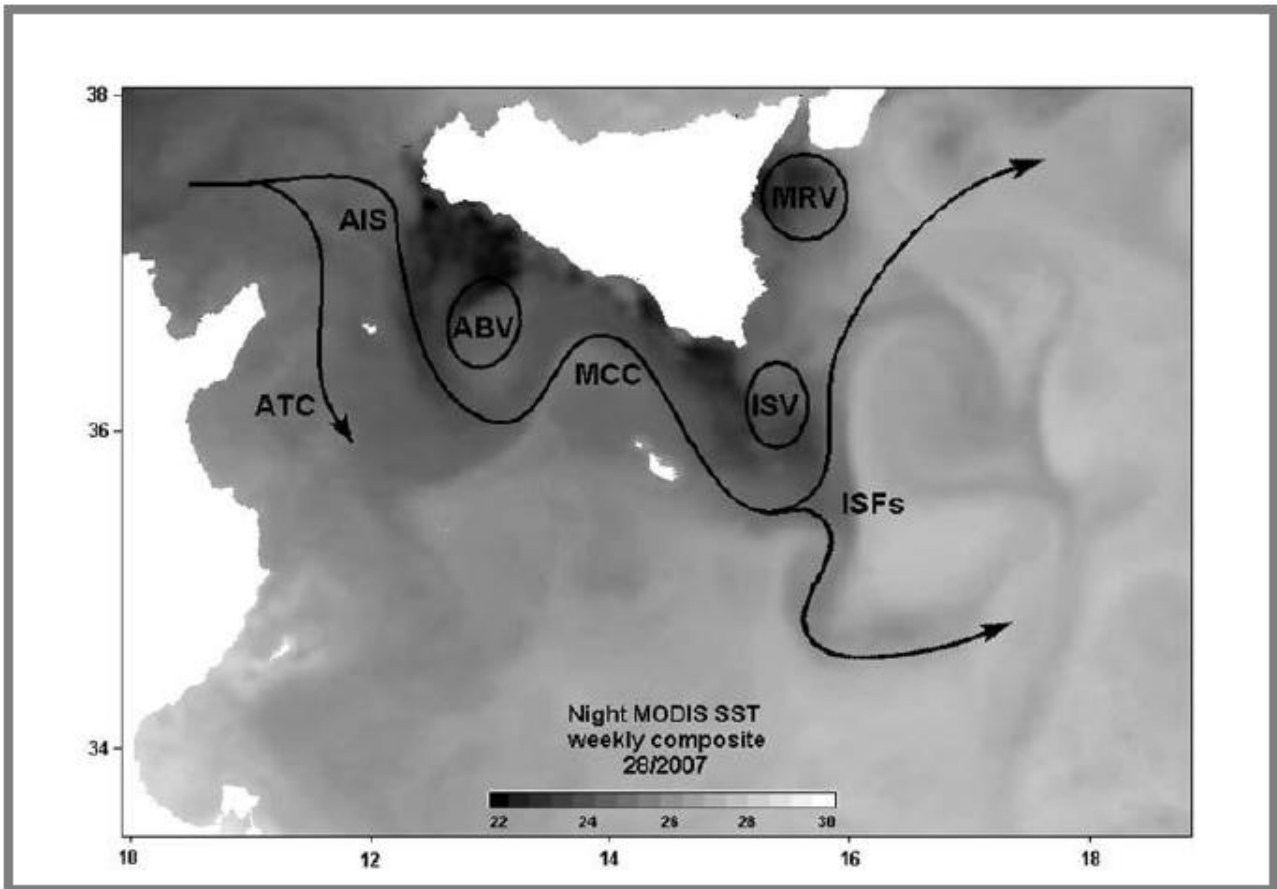 38
MRV
AIS
ABV
MCC
ATC
36
ISV
ISFs
Night MODIS SST
weekly composite
28/2007
34
22 24 26 28 30
10 12 14 16 18